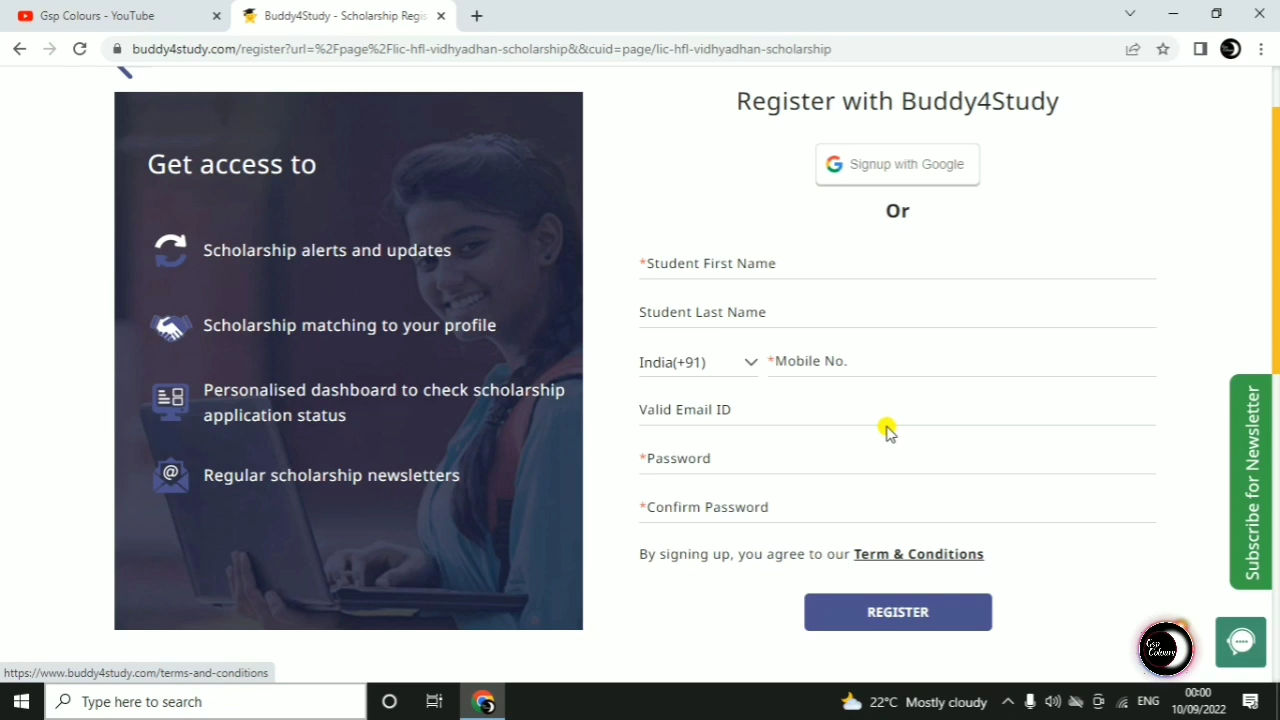 Gsp Colours - YouTube
Buddy4Study - Scholarship Regis
buddy4study.com/register?url=%2Fpage%2Flic-hfl-vidhyadhan-scholarship&&cuid=page/lic-hfl-vidhyadhan-scholarship
Get access to
Scholarship alerts and updates
Scholarship matching to your profile
Personalised dashboard to check scholarship
application status
@
Regular scholarship newsletters
Register with Buddy4Study
G Signup with Google
Or
*Student First Name
Student Last Name
India(+91) *Mobile No.
Valid Email ID
*Password
*Confirm Password
By signing up, you agree to our Term & Conditions
REGISTER
Subscribe for Newsletter
Gsp
Colours
https://www.buddy4study.com/terms-and-conditions
Type here to search
22°C Mostly cloudy
ENG
00:00
10/09/2022